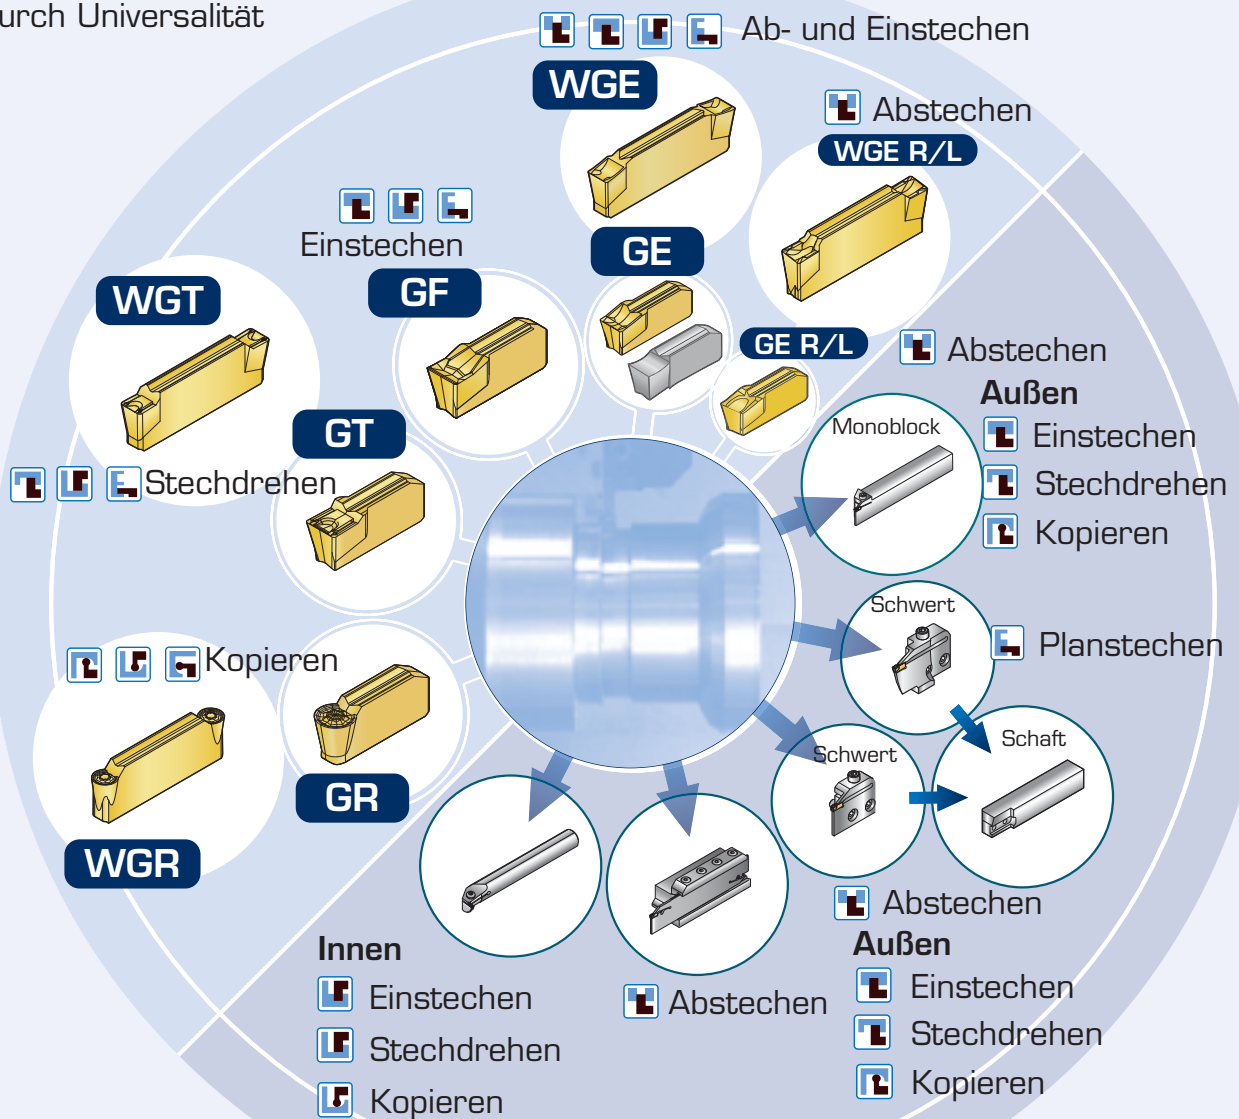 urch Universalität
Ab- und Einstechen
WGE
Abstechen
WGE R/L
Einstechen
GE
WGT
GF
GE R/L
Abstechen
Außen
Monoblock
Einstechen
GT
Stechdrehen
Stechdrehen
Kopieren
Schwert
Planstechen
Kopieren
Schwert
Schaft
GR
WGR
Abstechen
Außen
Innen
Einstechen
Abstechen
Einstechen
Stechdrehen
Stechdrehen
Kopieren
Kopieren